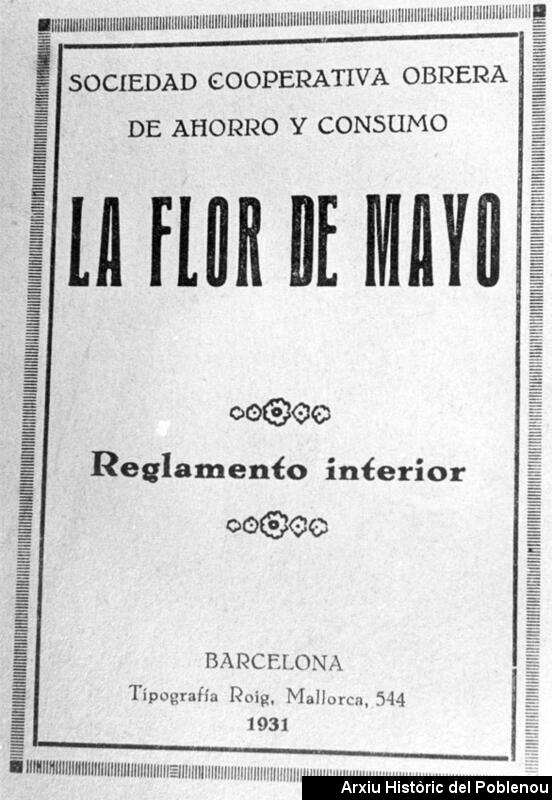 SOCIEDAD COOPERATIVA OBRERA
DE AHORRO Y CONSUMO
LA FLOR DE MAYO
Reglamento interior
BARCELONA
Tipografía Roig, Mallorca, 544
1931
Arxiu Històric del Poblenou